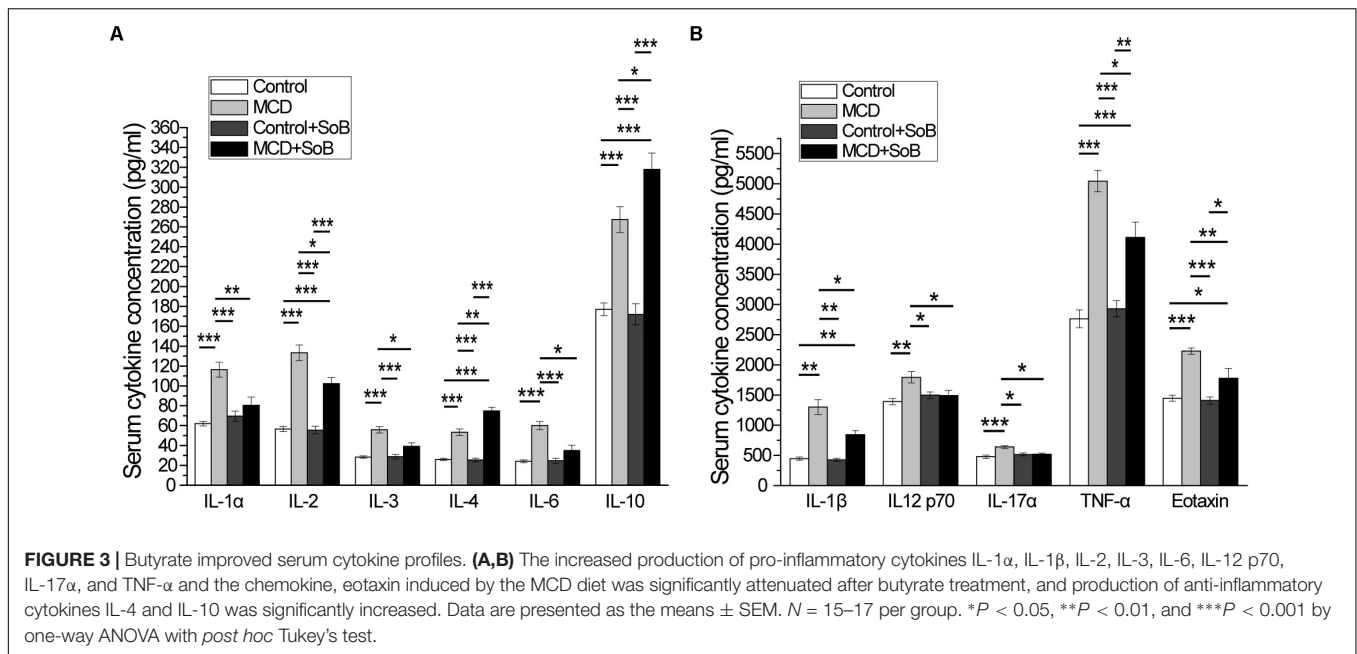 A
Control
MCD
Control+SoB
MCD+SoB
Serum cytokine concentration (pg/ml)
360
340
320
300
280
260
240
220
200
180
160
140
120
100
80
60
40
20
0
*** *** **
*** *** *** * ***
*** *** *
*** *** *** ** ***
*** *** *
*** *** *** * ***
IL-1α IL-2 IL-3 IL-4 IL-6 IL-10
B
Control
MCD
Control+SoB
MCD+SoB
Serum cytokine concentration (pg/ml)
5500
5000
4500
4000
3500
3000
2500
2000
1500
1000
500
0
** ** ** *
** * *
*** * *
*** *** *** * **
*** * *** ** *
IL-1β IL12 p70 IL-17α TNF-α Eotaxin
FIGURE 3 | Butyrate improved serum cytokine profiles. (A,B) The increased production of pro-inflammatory cytokines IL-1α, IL-1β, IL-2, IL-3, IL-6, IL-12 p70,
IL-17α, and TNF-α and the chemokine, eotaxin induced by the MCD diet was significantly attenuated after butyrate treatment, and production of anti-inflammatory
cytokines IL-4 and IL-10 was significantly increased. Data are presented as the means ± SEM. N = 15–17 per group. *P < 0.05, **P < 0.01, and ***P < 0.001 by
one-way ANOVA with post hoc Tukey's test.